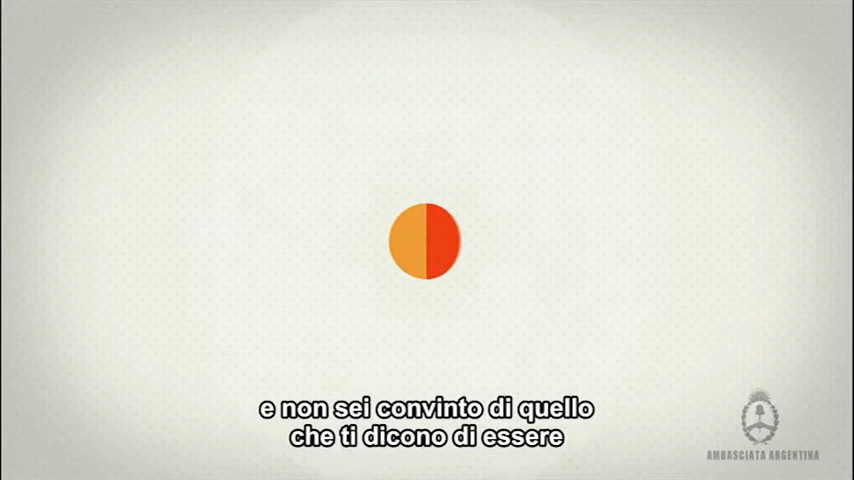 e non sei convinto di quello
che ti dicono di essere
AMBASCIATA ARGENTINA